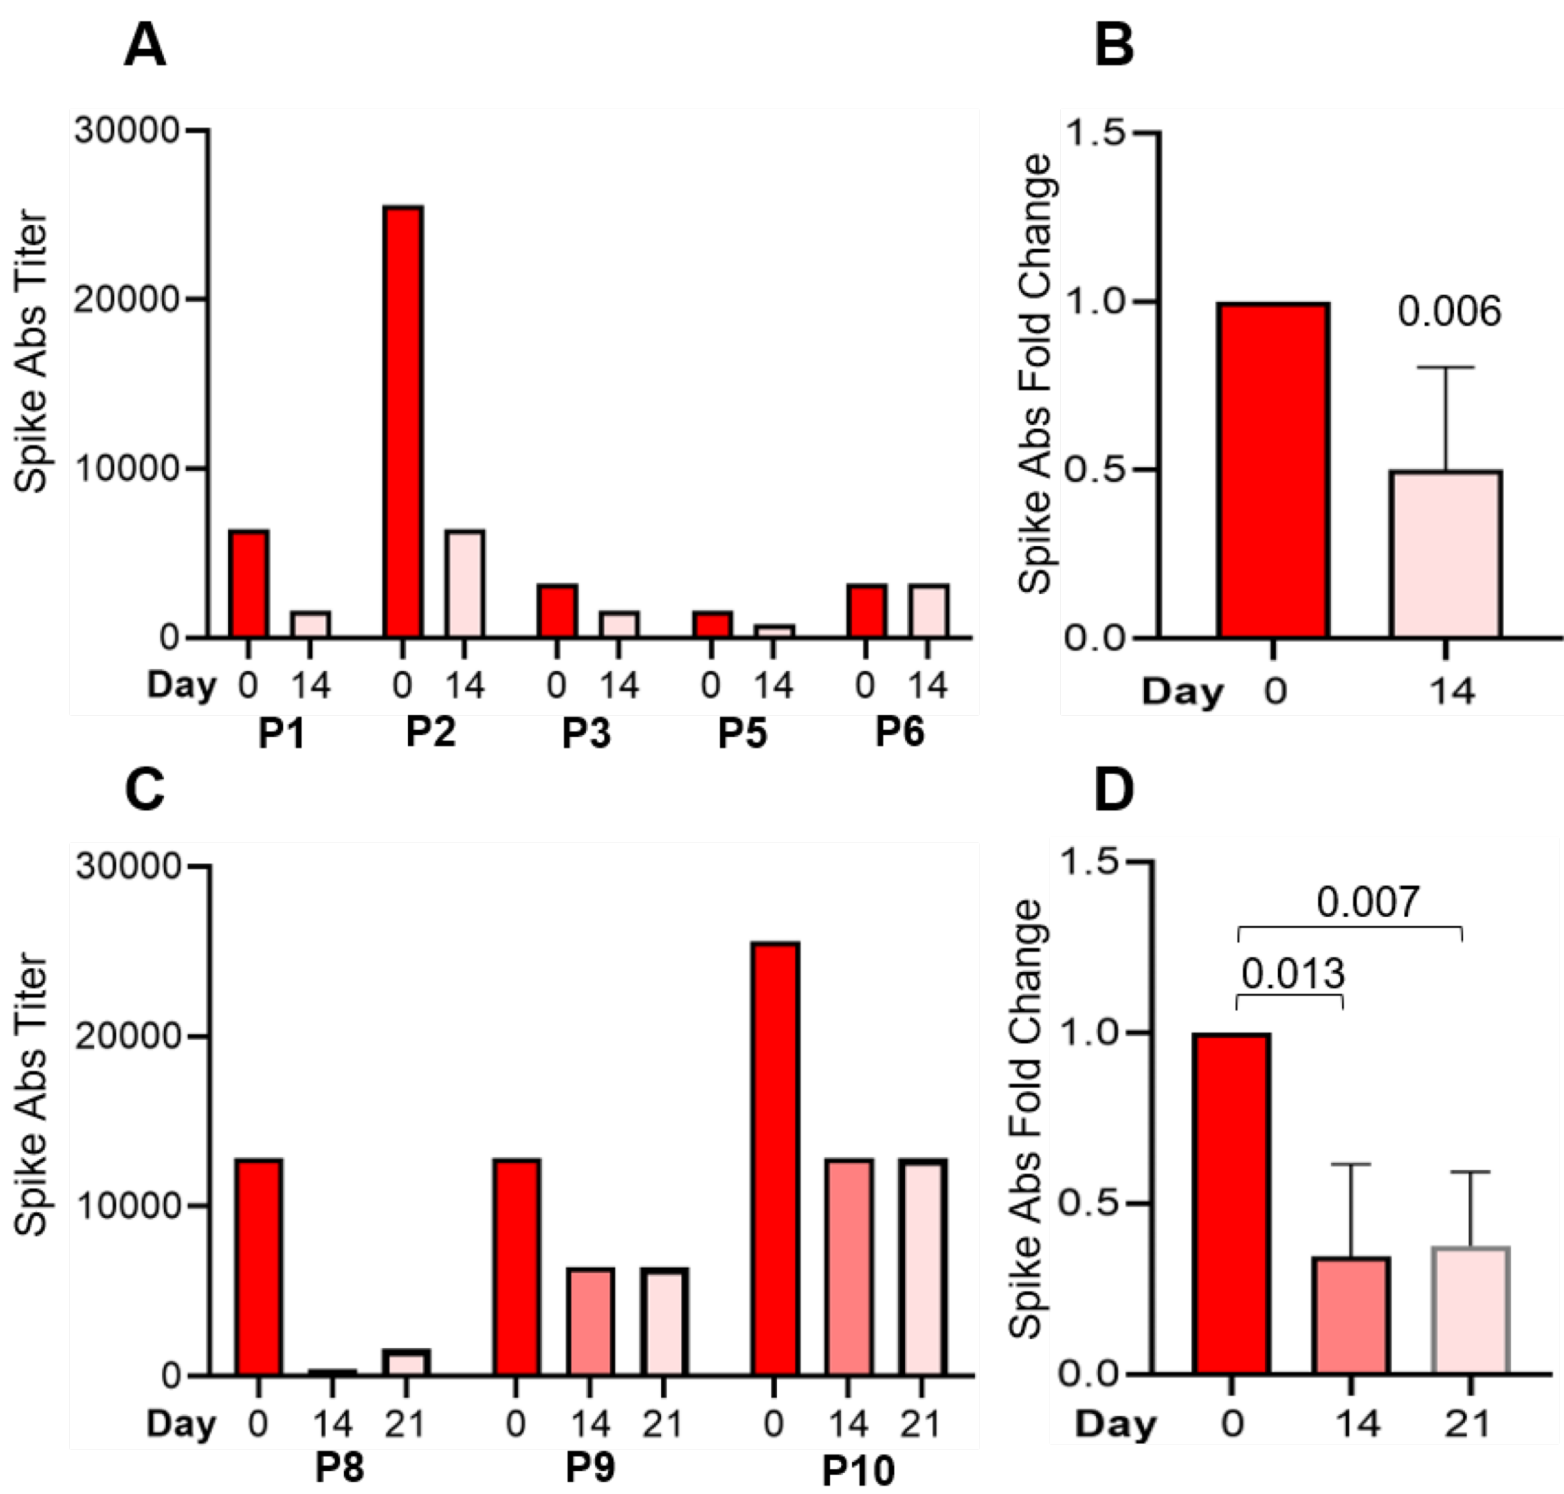 A
Spike Abs Titer
30000
20000
10000
0
Day 0 14 0 14 0 14 0 14 0 14
P1 P2 P3 P5 P6
B
Spike Abs Fold Change
1.5
1.0
0.5
0.0
0.006
Day 0 14
C
Spike Abs Titer
30000
20000
10000
0
Day 0 14 21 0 14 21 0 14 21
P8 P9 P10
D
Spike Abs Fold Change
1.5
1.0
0.5
0.0
0.007
0.013
Day 0 14 21